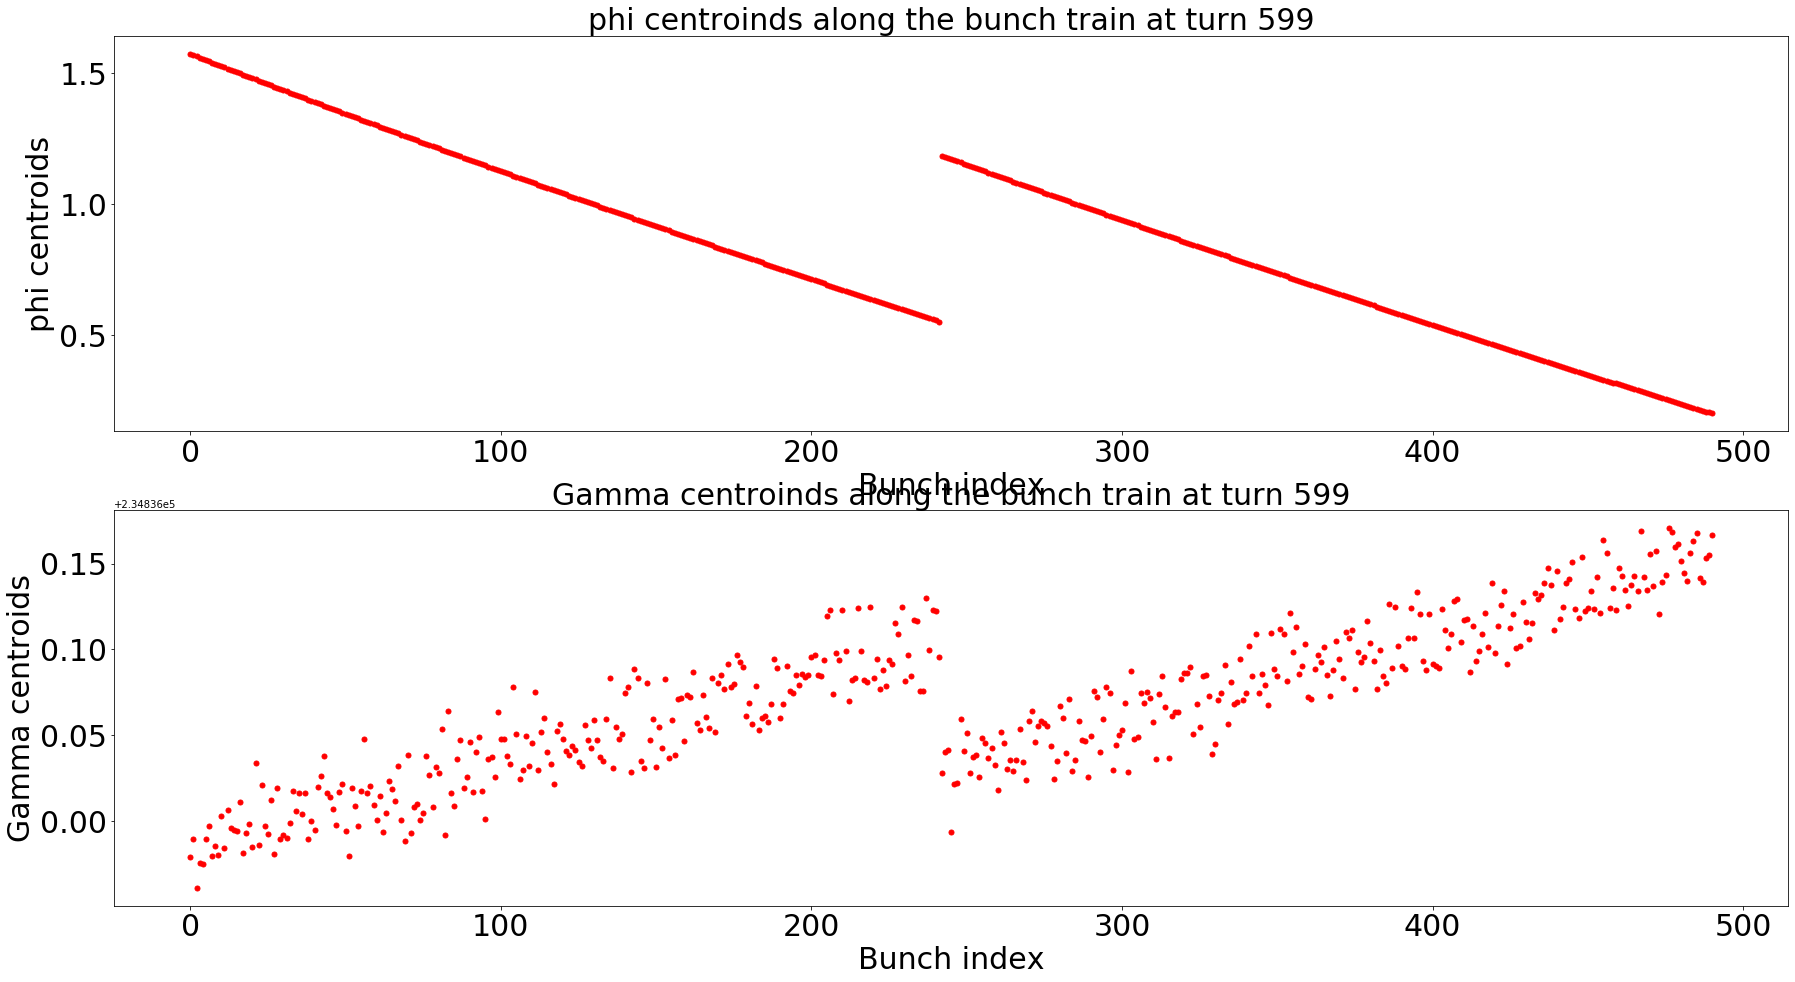 phi centroinds along the bunch train at turn 599
phi centroids
1.5
1.0
0.5
0
100
200
300
400
500
Bunch index
Gamma centroinds along the bunch train at turn 599
+2.34836e5
Gamma centroids
0.15
0.10
0.05
0.00
0
100
200
300
400
500
Bunch index